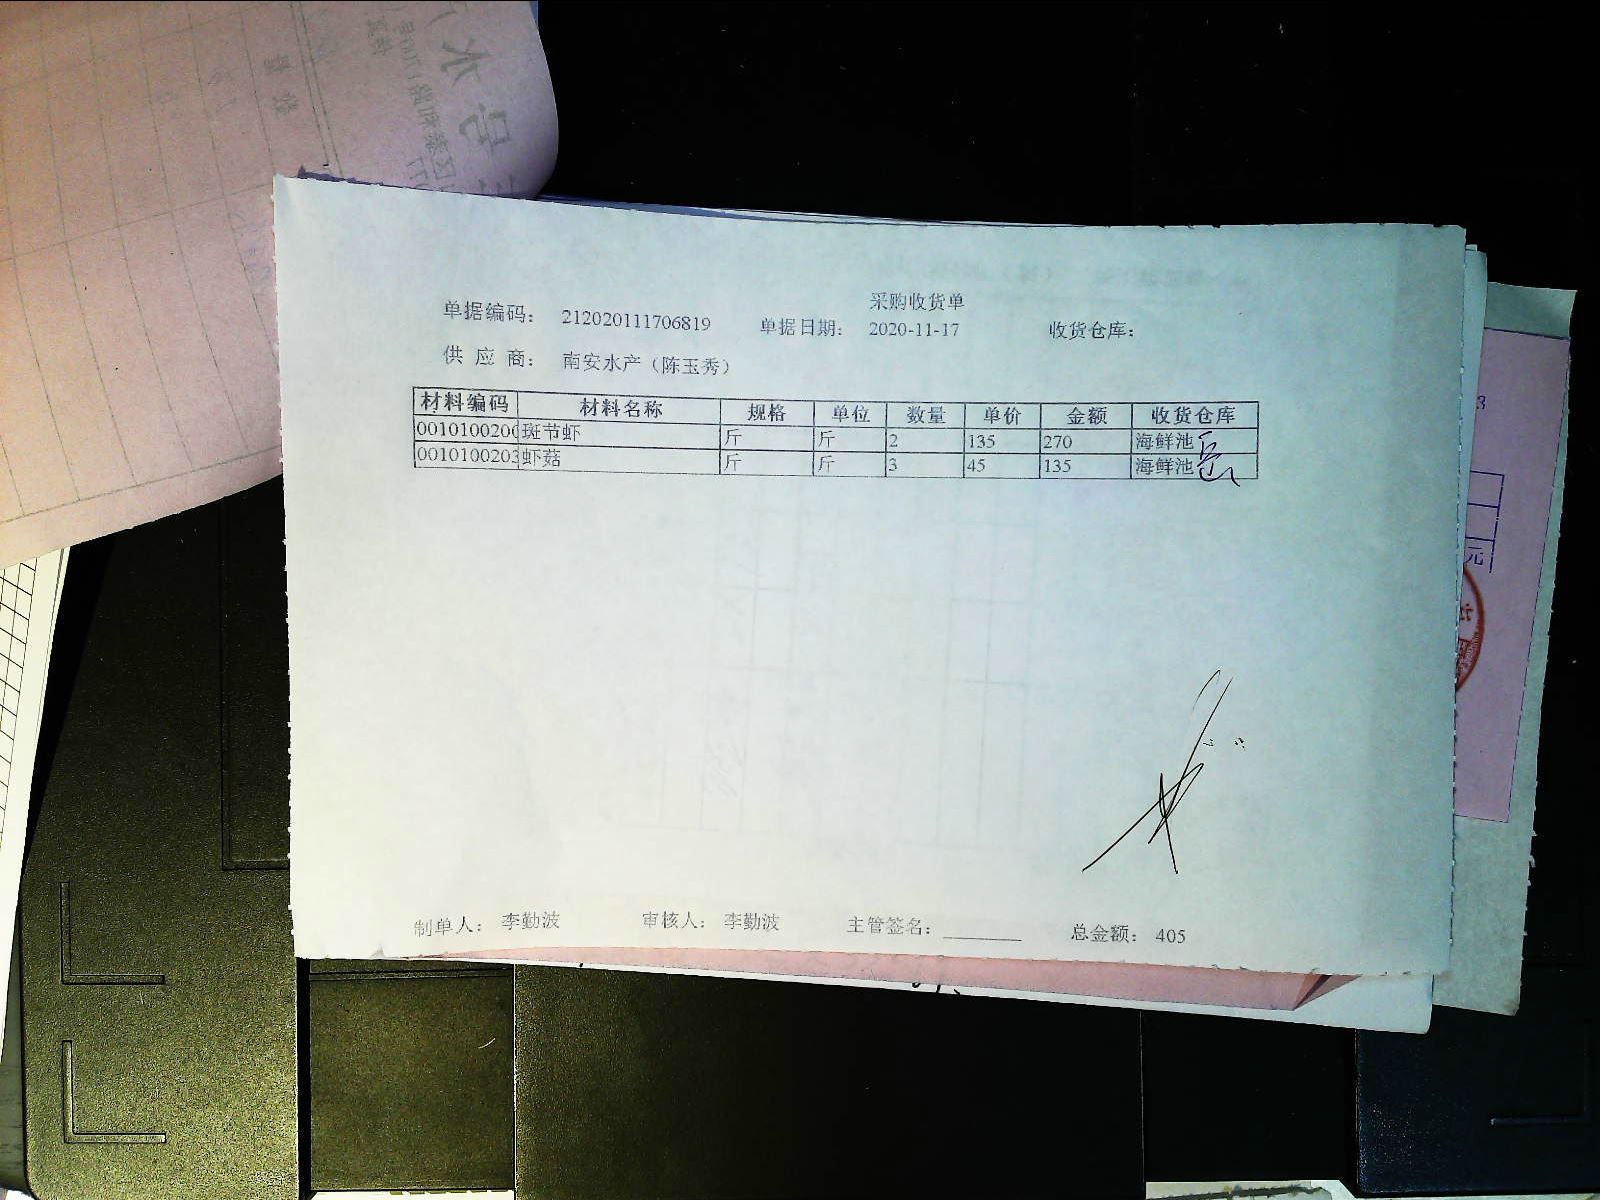 采购收货单
单据编码： 212020111706819 单据日期： 2020-11-17 收货仓库：
供 应 商： 南安水产（陈玉秀）
材料编码 材料名称 规格 单位 数量 单价 金额 收货仓库
0010100200 斑节虾 斤 斤 2 135 270 海鲜池
0010100203 虾菇 斤 斤 3 45 135 海鲜池
制单人： 李勤波 审核人： 李勤波 主管签名：________ 总金额： 405
元